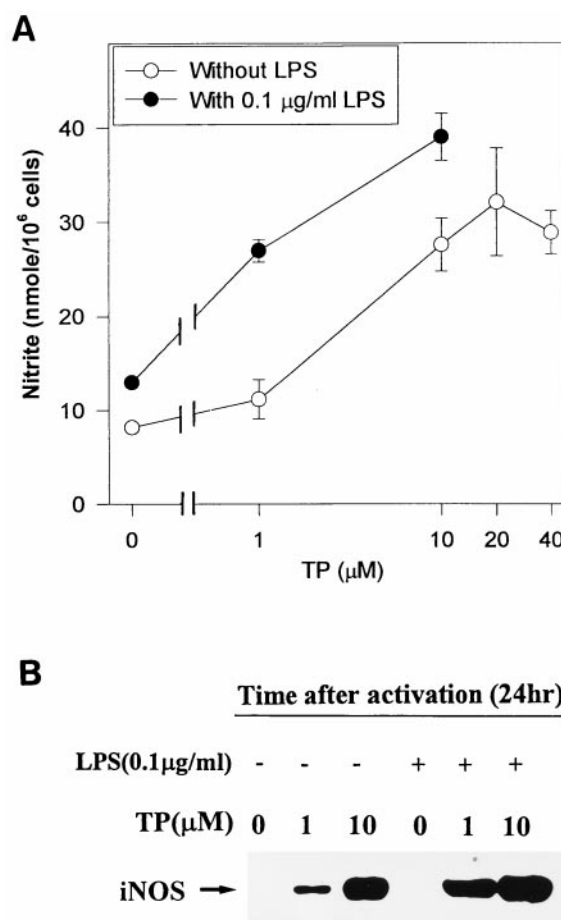 A
Without LPS
With 0.1 μg/ml LPS
Nitrite (nmole/10⁶ cells)
40
30
20
10
0
0 1 10 20 40
TP (μM)
B
Time after activation (24hr)
LPS(0.1μg/ml) - - - + + +
TP(μM) 0 1 10 0 1 10
iNOS